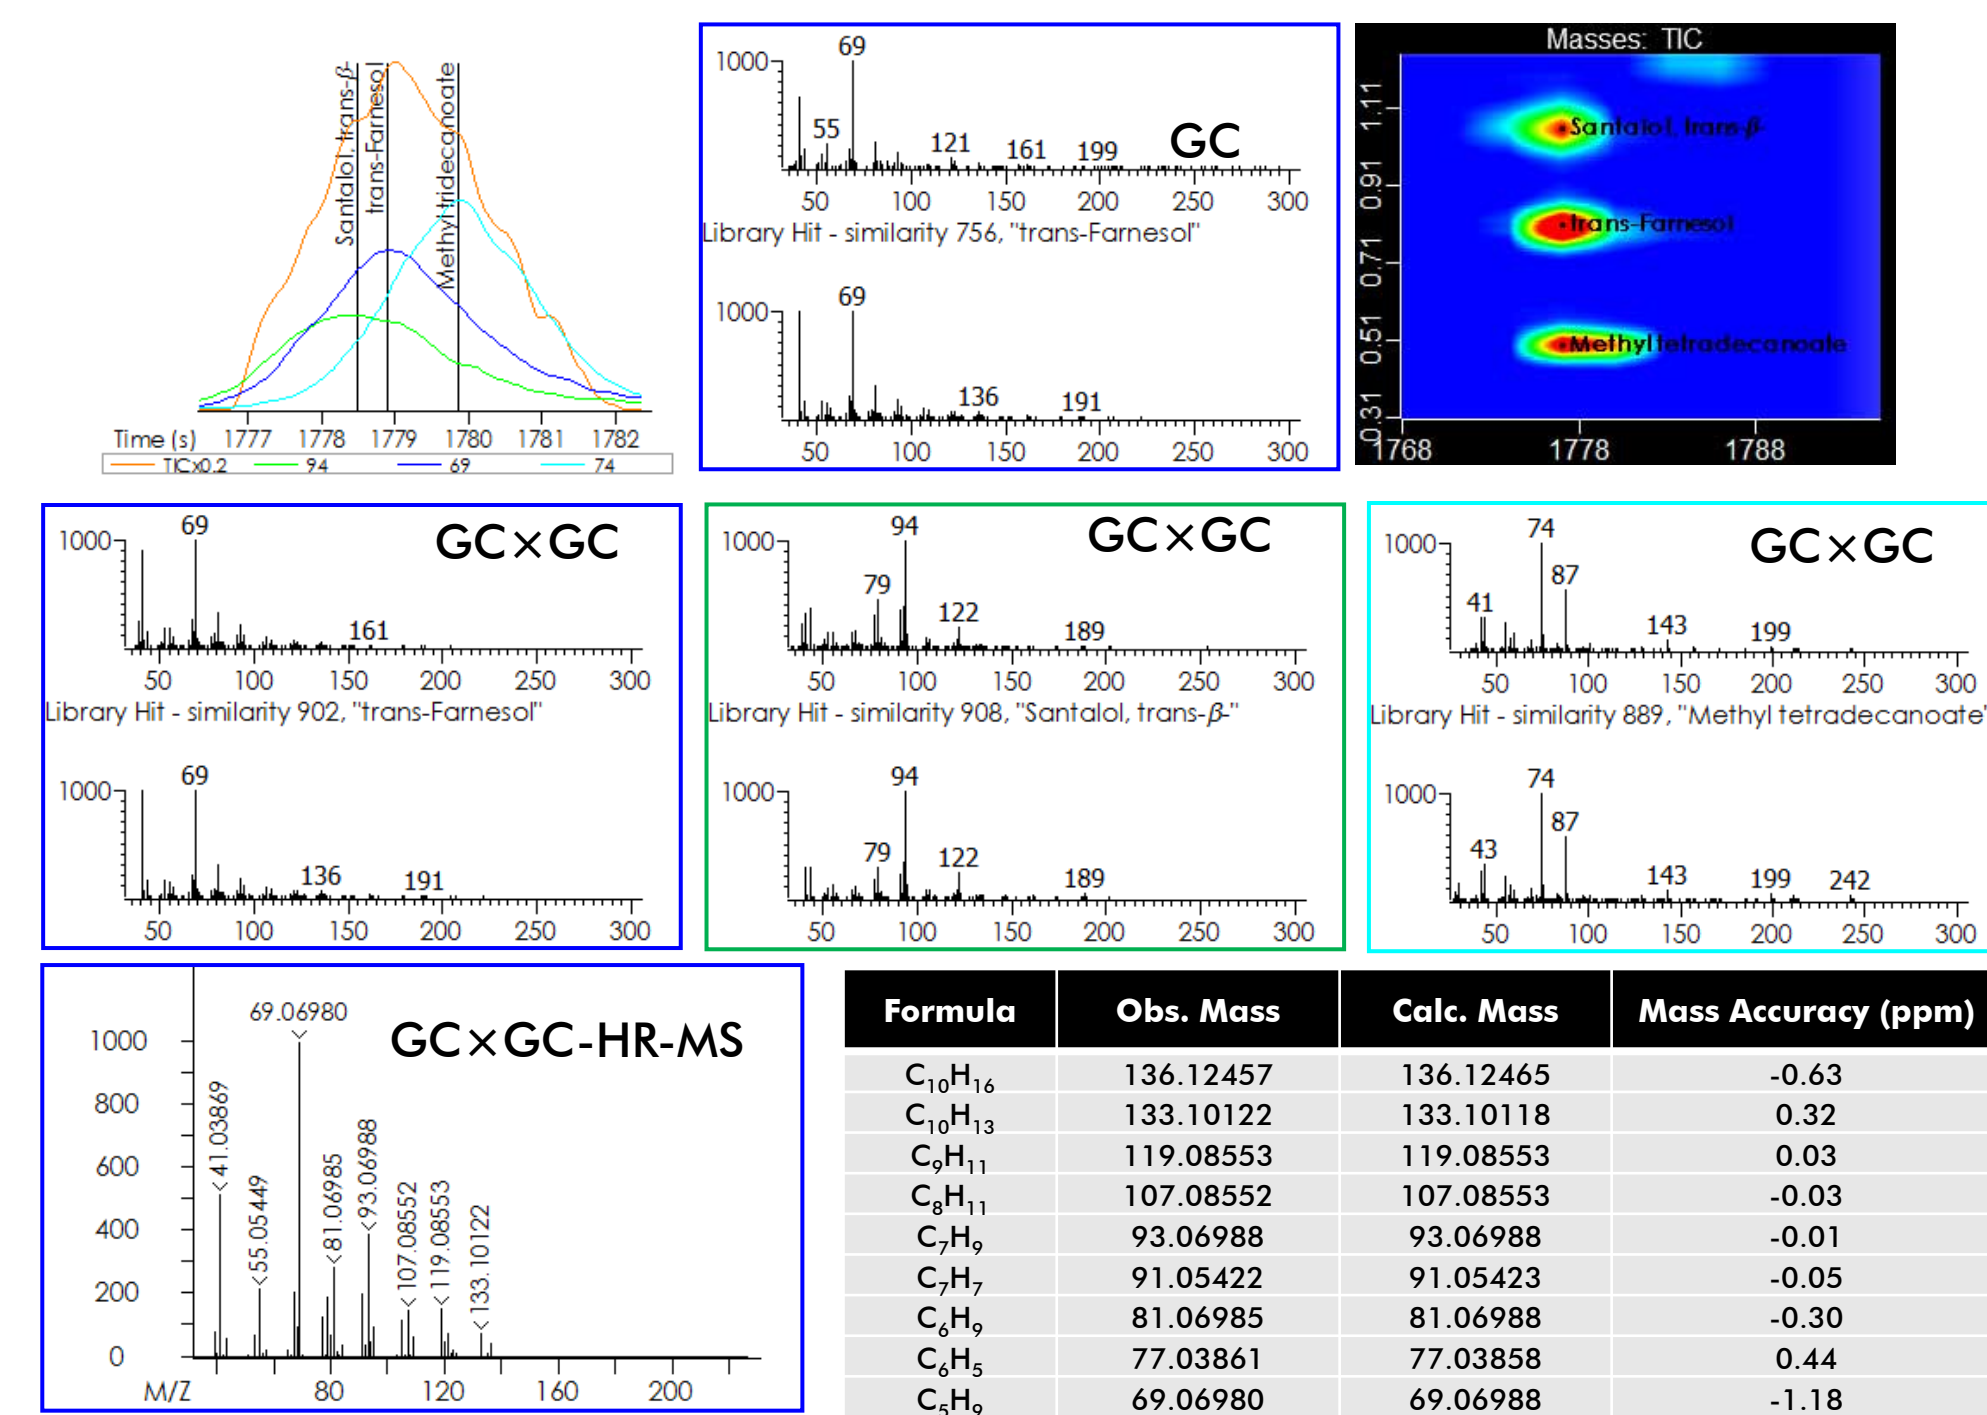 Santalol, trans-β-
trans-Farnesol
Methyl tridecanoate
Time (s) 1777 1778 1779 1780 1781 1782
TICx0.2 94 69 74
GC
1000
69
55
121
161
199
50 100 150 200 250 300
Library Hit - similarity 756, "trans-Farnesol"
1000
69
136
191
50 100 150 200 250 300
Masses: TIC
1.11
0.91
0.71
0.51
0.31
Santalol, trans-β-
trans-Farnesol
Methyl tetradecanoate
1768 1778 1788
GC×GC
1000
69
161
50 100 150 200 250 300
Library Hit - similarity 902, "trans-Farnesol"
1000
69
136
191
50 100 150 200 250 300
GC×GC
1000
94
79
122
189
50 100 150 200 250 300
Library Hit - similarity 908, "Santalol, trans-β-"
1000
94
79
122
189
50 100 150 200 250 300
GC×GC
1000
74
87
41
143
199
50 100 150 200 250 300
Library Hit - similarity 889, "Methyl tetradecanoate"
1000
74
87
43
143
199
242
50 100 150 200 250 300
GC×GC-HR-MS
1000
800
600
400
200
0
41.03869
55.05449
69.06980
81.06985
93.06988
107.08552
119.08553
133.10122
M/Z 80 120 160 200
Formula Obs. Mass Calc. Mass Mass Accuracy (ppm)
C₁₀H₁₆ 136.12457 136.12465 -0.63
C₁₀H₁₃ 133.10122 133.10118 0.32
C₉H₁₁ 119.08553 119.08553 0.03
C₈H₁₁ 107.08552 107.08553 -0.03
C₇H₉ 93.06988 93.06988 -0.01
C₇H₇ 91.05422 91.05423 -0.05
C₆H₉ 81.06985 81.06988 -0.30
C₆H₅ 77.03861 77.03858 0.44
C₅H₉ 69.06980 69.06988 -1.18